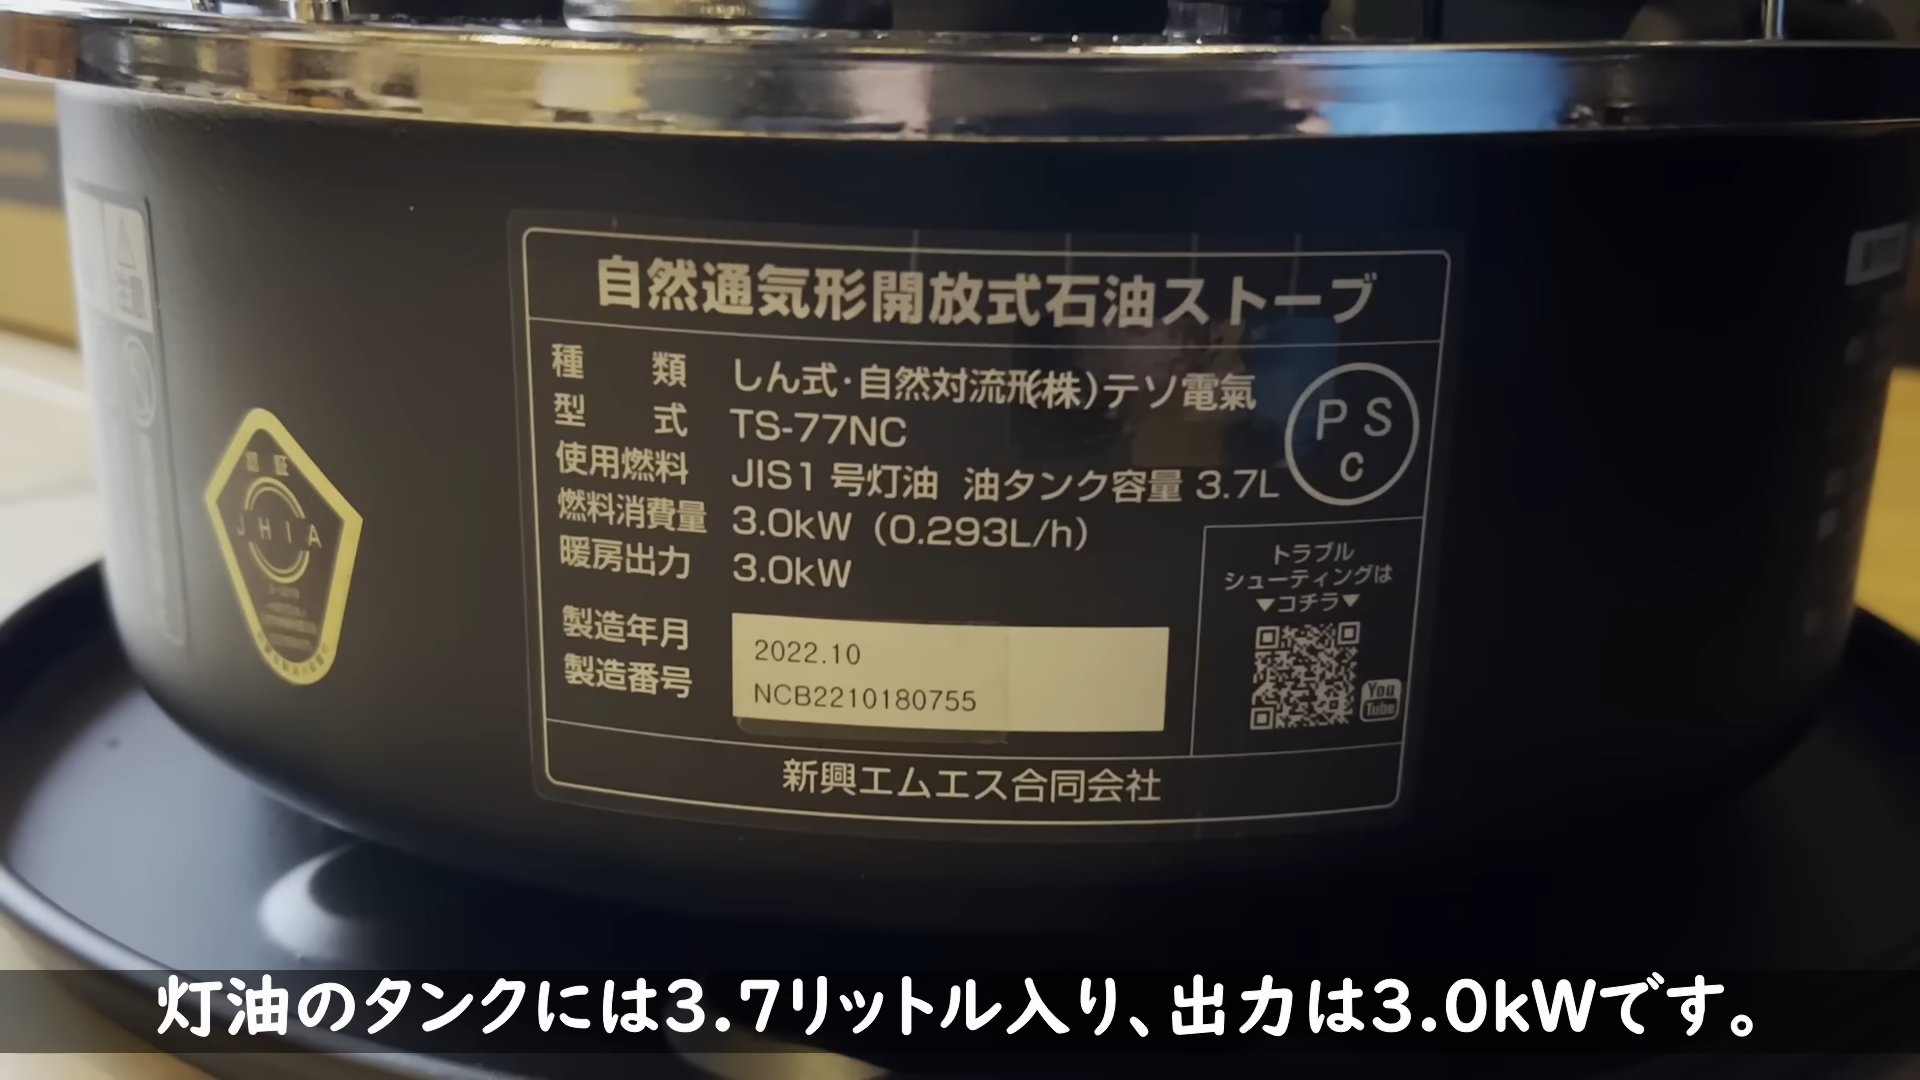 自然通気形開放式石油ストーブ
種類 しん式・自然対流形(株)テソ電氣
型式 TS-77NC
使用燃料 JIS1号灯油 油タンク容量 3.7L
燃料消費量 3.0kW (0.293L/h)
暖房出力 3.0kW
製造年月 2022.10
製造番号 NCB2210180755
PS
C
トラブル
シューティングは
▼コチラ▼
You
Tube
新興エムエス合同会社
認証
JHIA
注意
灯油のタンクには3.7リットル入り、出力は3.0kWです。